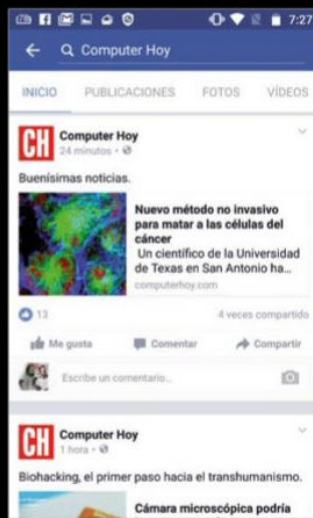 7:27
Computer Hoy
INICIO PUBLICACIONES FOTOS VÍDEOS
CH Computer Hoy
24 minutos
Buenísimas noticias.
Nuevo método no invasivo
para matar a las células del
cáncer
Un científico de la Universidad
de Texas en San Antonio ha...
computerhoy.com
13 4 veces compartido
Me gusta Comentar Compartir
Escribe un comentario...
CH Computer Hoy
1 hora
Biohacking, el primer paso hacia el transhumanismo.
Cámara microscópica podría